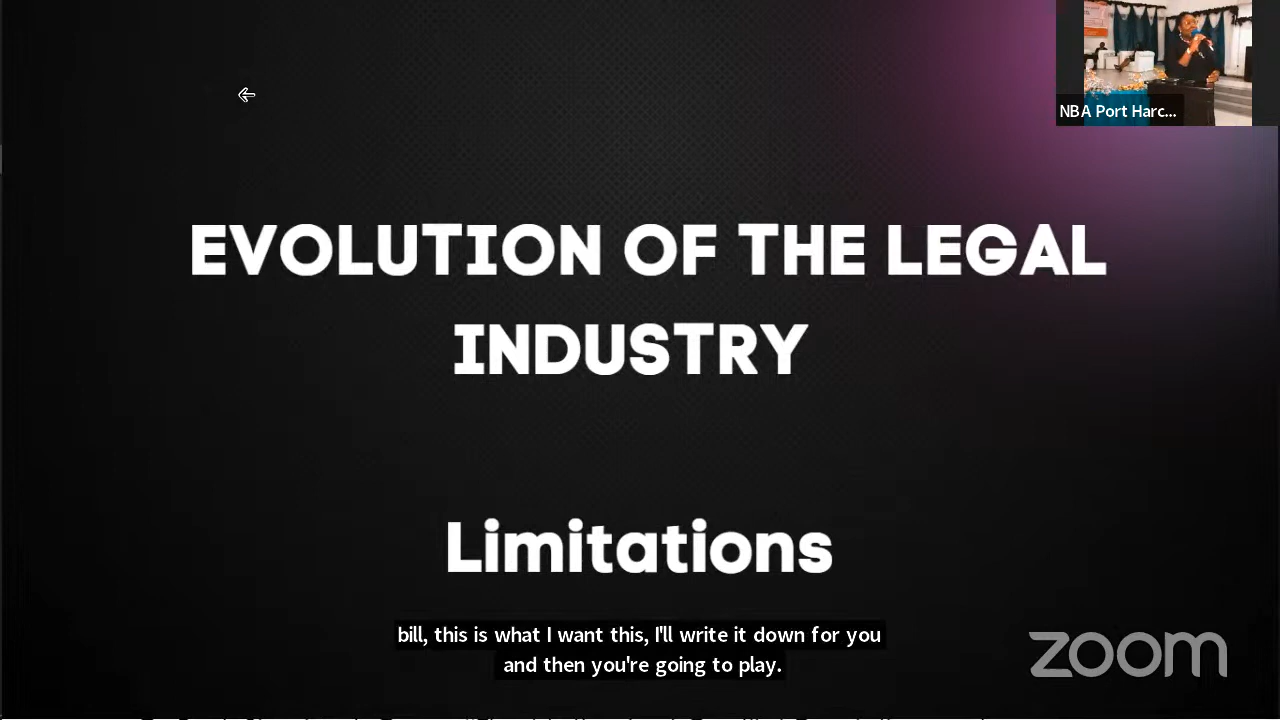 NBA Port Harc...
EVOLUTION OF THE LEGAL
INDUSTRY
Limitations
bill, this is what I want this, I'll write it down for you
and then you're going to play.
zoom